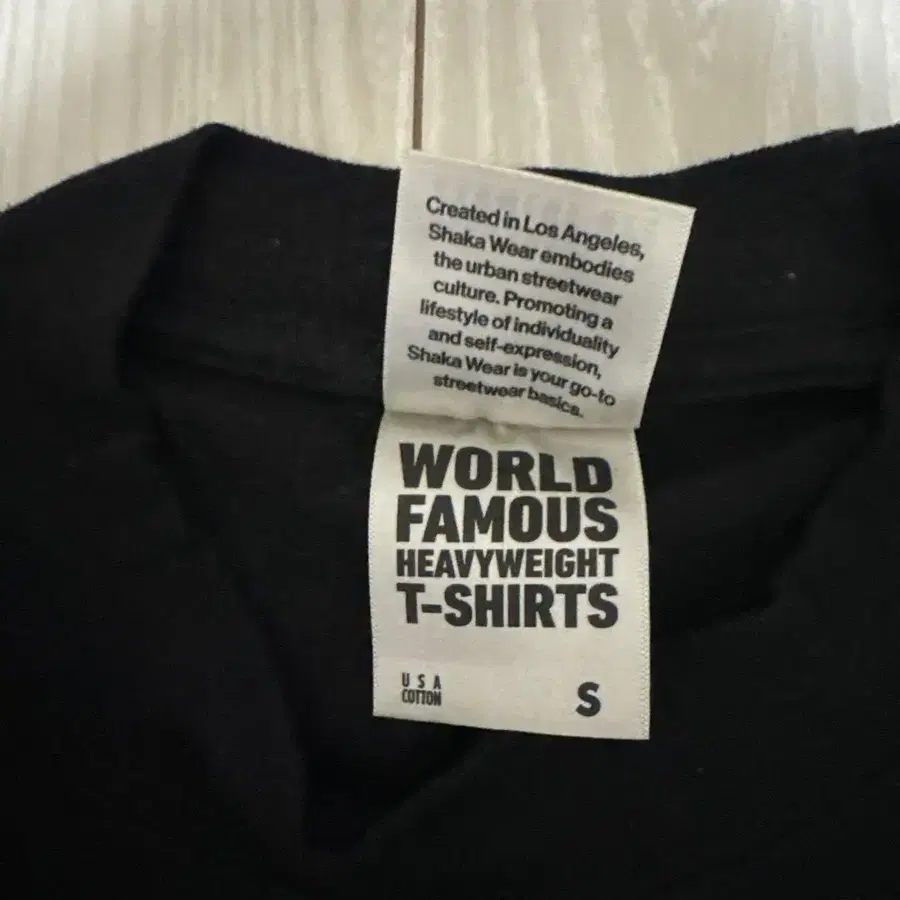 Created in Los Angeles,
Shaka Wear embodies
the urban streetwear
culture. Promoting a
lifestyle of individuality
and self-expression,
Shaka Wear is your go-to
streetwear basics.
WORLD
FAMOUS
HEAVYWEIGHT
T-SHIRTS
USA
COTTON
S